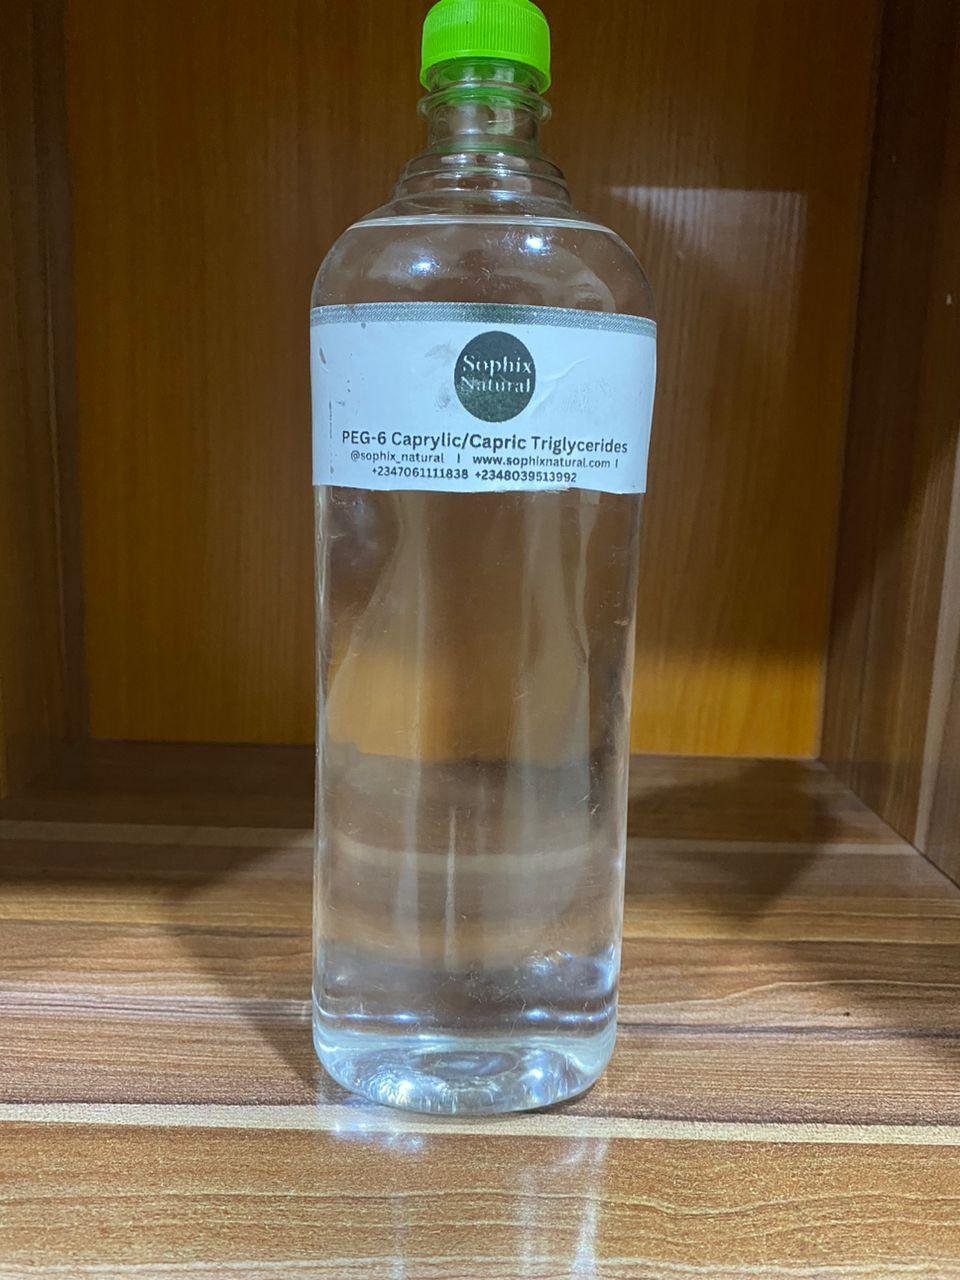 Sophix
Natural
PEG-6 Caprylic/Capric Triglycerides
@sophix_natural I www.sophixnatural.com I
+2347061111838 +2348039513992